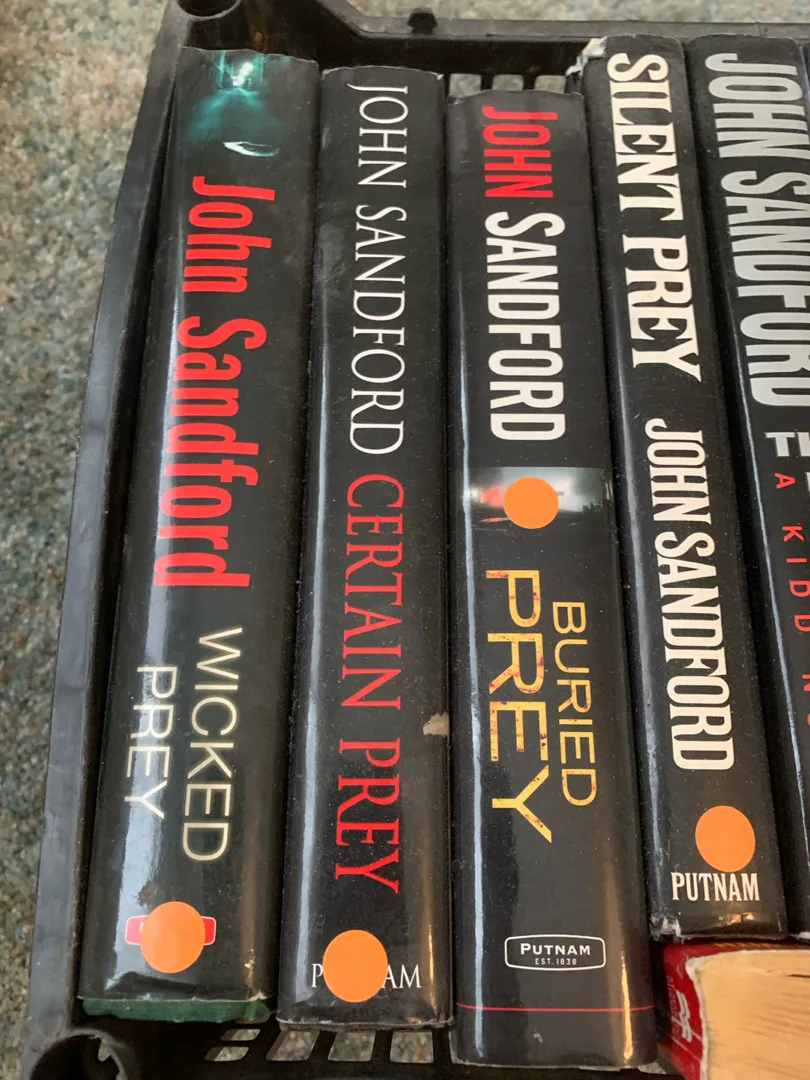 John Sandford
WICKED
PREY
JOHN SANDFORD CERTAIN PREY
JOHN SANDFORD
BURIED
PREY
PUTNAM
EST. 1838
SILENT PREY JOHN SANDFORD
PUTNAM
JOHN SANDFORD
A KIDD